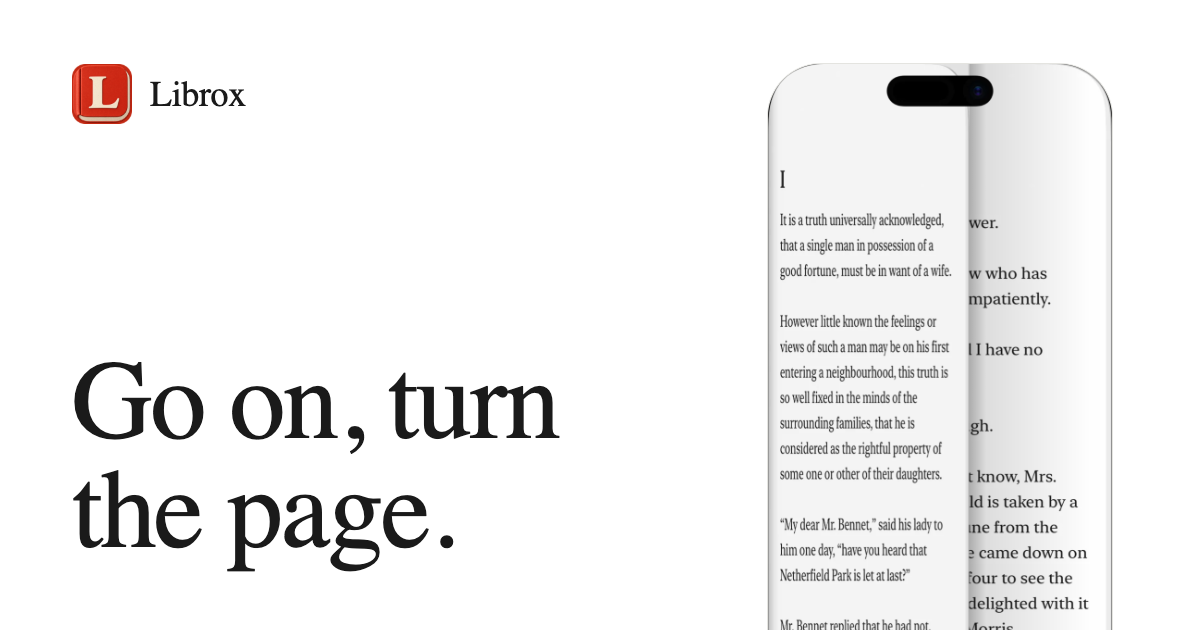 L
Librox
Go on, turn
the page.
I
It is a truth universally acknowledged,
that a single man in possession of a
good fortune, must be in want of a wife.
However little known the feelings or
views of such a man may be on his first
entering a neighbourhood, this truth is
so well fixed in the minds of the
surrounding families, that he is
considered as the rightful property of
some one or other of their daughters.
“My dear Mr. Bennet,” said his lady to
him one day, “have you heard that
Netherfield Park is let at last?”
Mr. Bennet replied that he had not.
wer.
w who has
mpatiently.
I have no
gh.
t know, Mrs.
ld is taken by a
ne from the
e came down on
four to see the
delighted with it
Morris